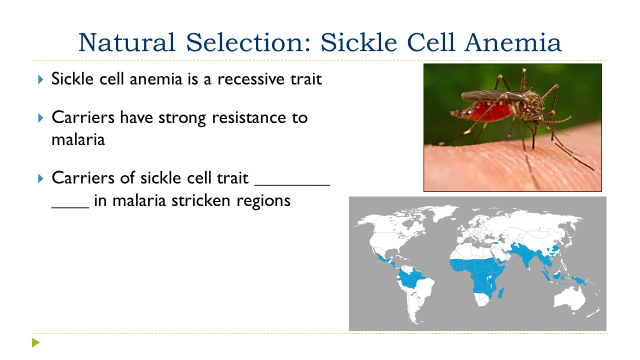 Natural Selection: Sickle Cell Anemia
Sickle cell anemia is a recessive trait
Carriers have strong resistance to
malaria
Carriers of sickle cell trait ________
____ in malaria stricken regions